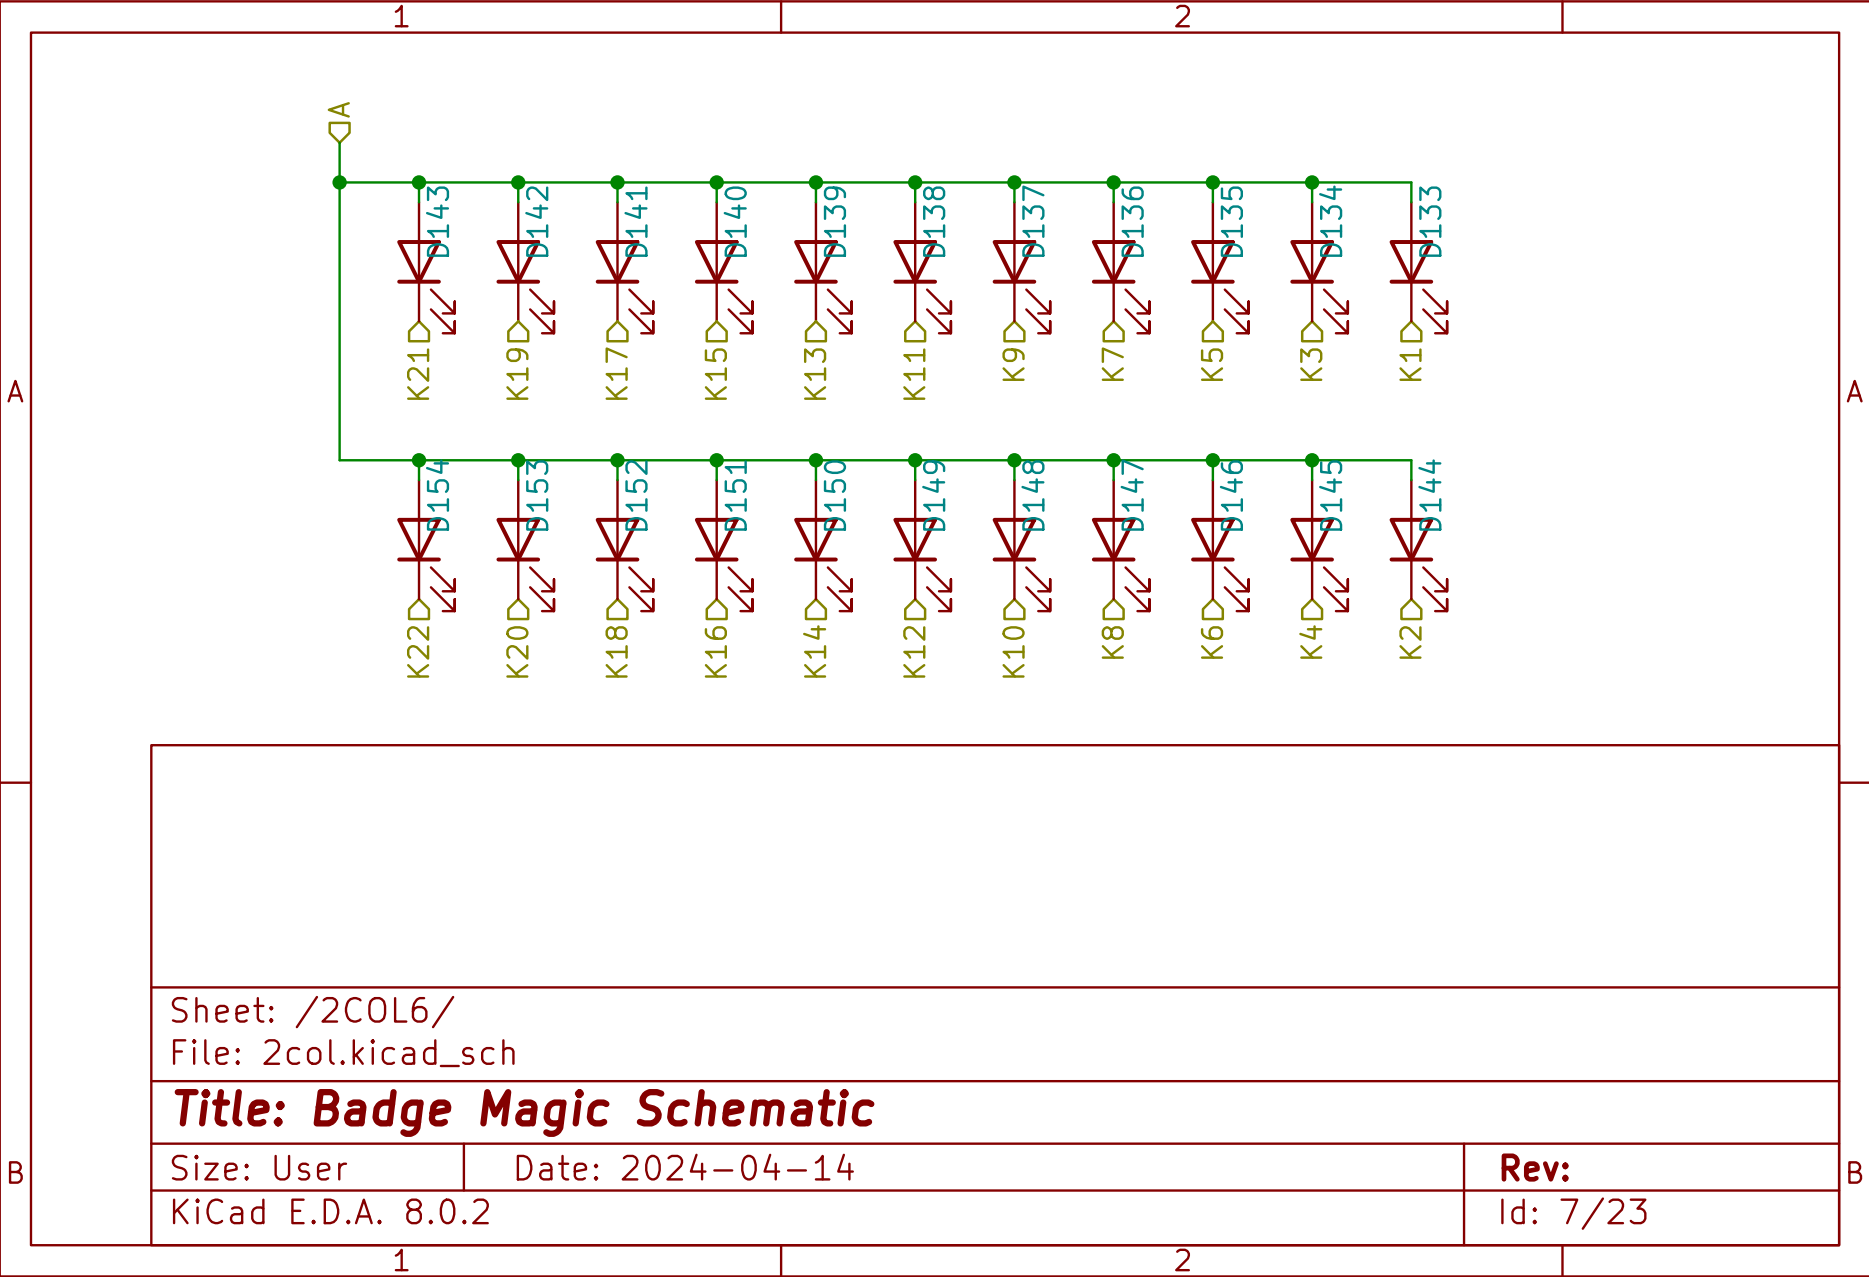 1 2
A
D143 D142 D141 D140 D139 D138 D137 D136 D135 D134 D133
K21 K19 K17 K15 K13 K11 K9 K7 K5 K3 K1
A A
D154 D153 D152 D151 D150 D149 D148 D147 D146 D145 D144
K22 K20 K18 K16 K14 K12 K10 K8 K6 K4 K2
Sheet: /2COL6/
File: 2col.kicad_sch
Title: Badge Magic Schematic
B Size: User Date: 2024-04-14 Rev: B
KiCad E.D.A. 8.0.2 Id: 7/23
1 2